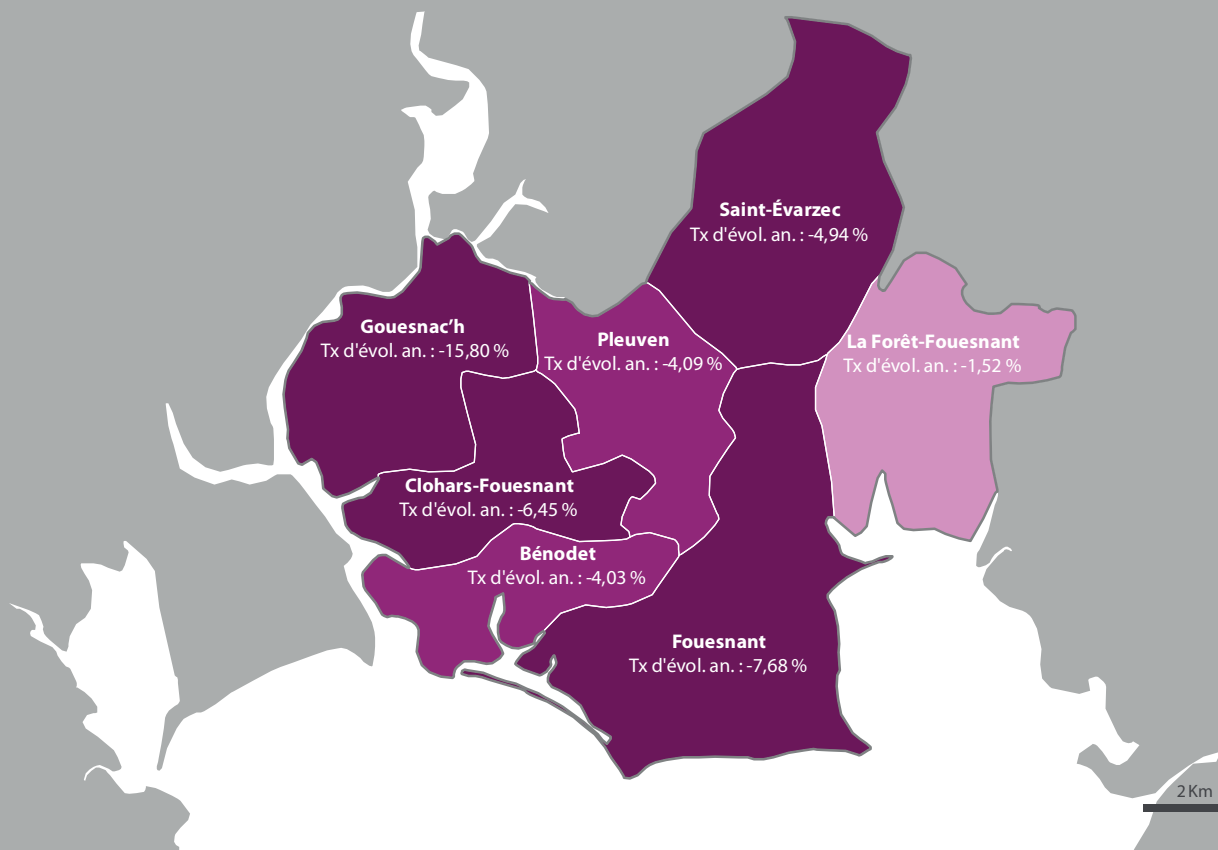 Saint-Évarzec
Tx d'évol. an. : -4,94 %
Gouesnac’h
Tx d'évol. an. : -15,80 %
Pleuven
Tx d'évol. an. : -4,09 %
La Forêt-Fouesnant
Tx d'évol. an. : -1,52 %
Clohars-Fouesnant
Tx d'évol. an. : -6,45 %
Bénodet
Tx d'évol. an. : -4,03 %
Fouesnant
Tx d'évol. an. : -7,68 %
2 Km